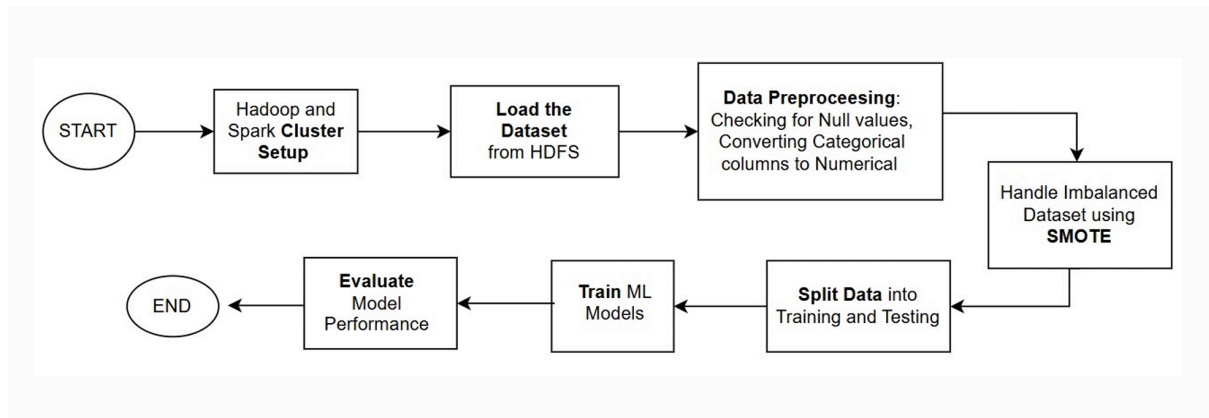 START
Hadoop and
Spark Cluster
Setup
Load the
Dataset
from HDFS
Data Preproceesing:
Checking for Null values,
Converting Categorical
columns to Numerical
Handle Imbalanced
Dataset using
SMOTE
Split Data into
Training and Testing
Train ML
Models
Evaluate
Model
Performance
END